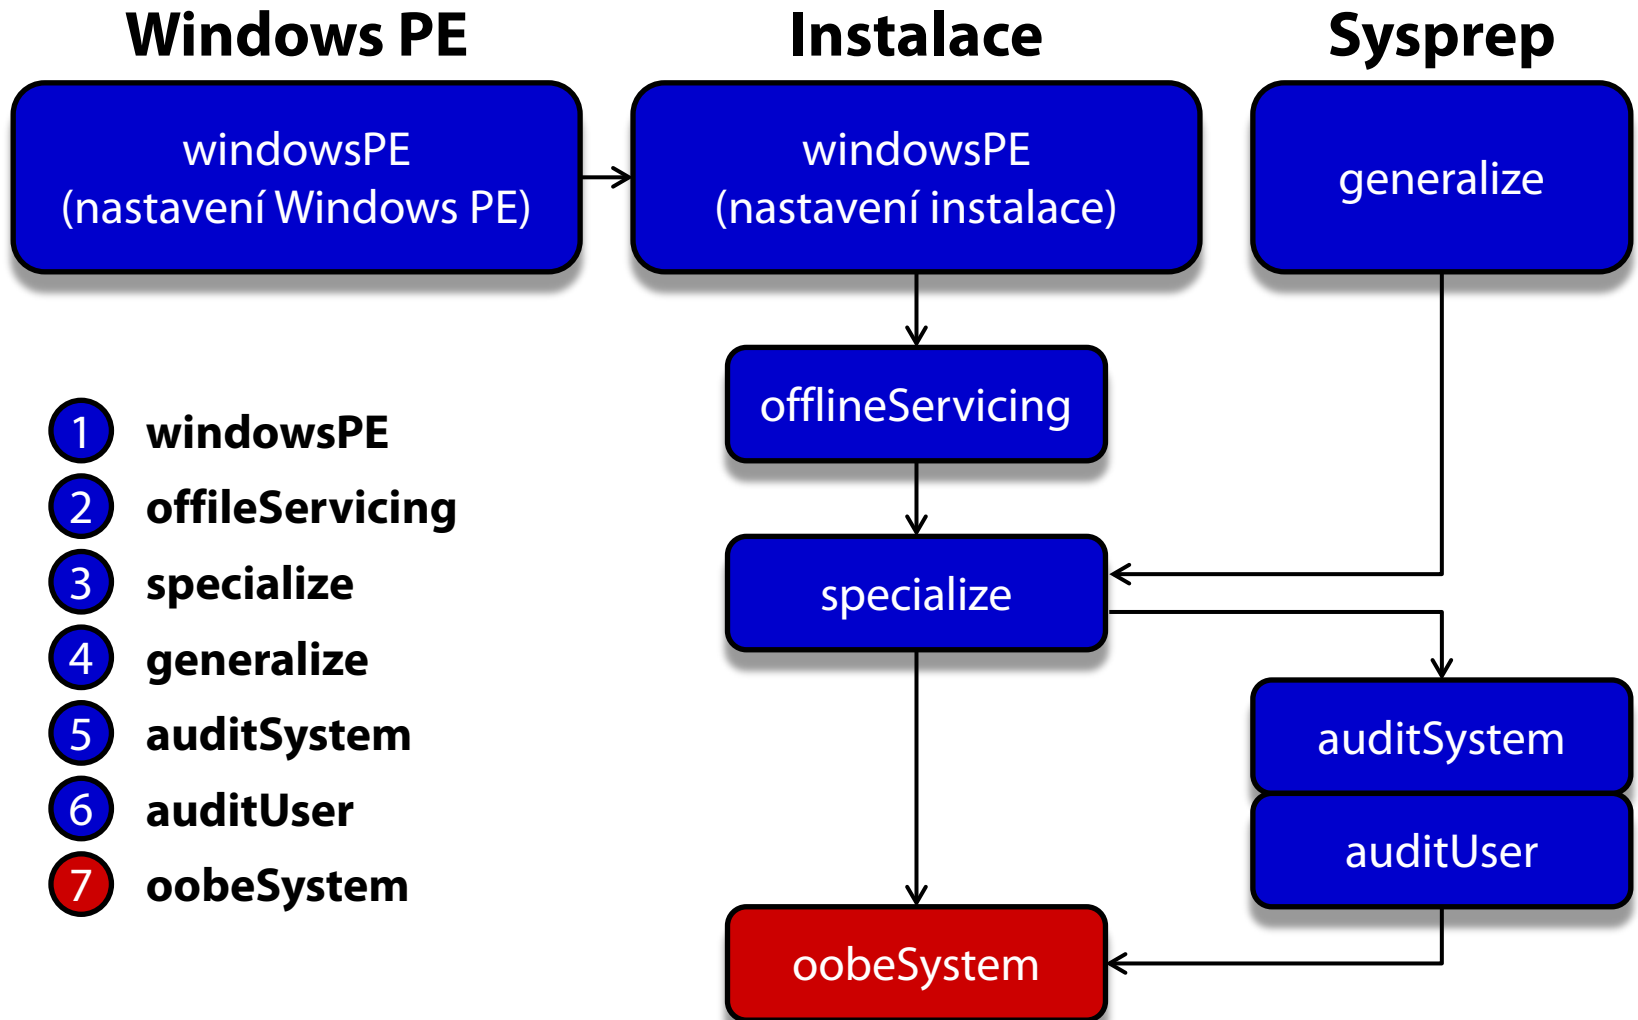 Windows PE
Instalace
Sysprep
windowsPE
(nastavení Windows PE)
windowsPE
(nastavení instalace)
generalize
offlineServicing
specialize
auditSystem
auditUser
oobeSystem
1 windowsPE
2 offileServicing
3 specialize
4 generalize
5 auditSystem
6 auditUser
7 oobeSystem